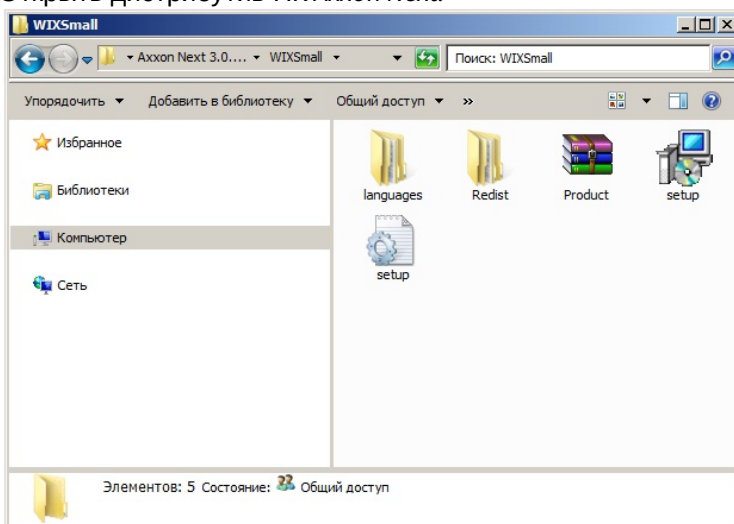 WIXSmall
Axxon Next 3.0.... WIXSmall Поиск: WIXSmall
Упорядочить Добавить в библиотеку Общий доступ »
Избранное
Библиотеки
Компьютер
Сеть
languages Redist Product setup
setup
Элементов: 5 Состояние: Общий доступ